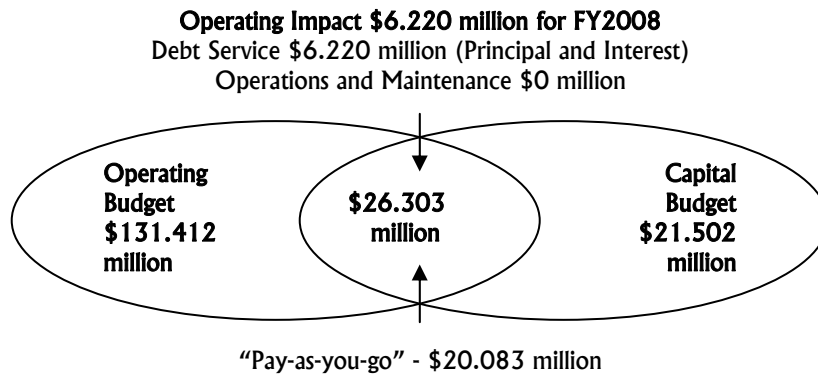 Operating Impact $6.220 million for FY2008
Debt Service $6.220 million (Principal and Interest)
Operations and Maintenance $0 million
Operating
Budget
$131.412
million
$26.303
million
Capital
Budget
$21.502
million
“Pay-as-you-go” - $20.083 million